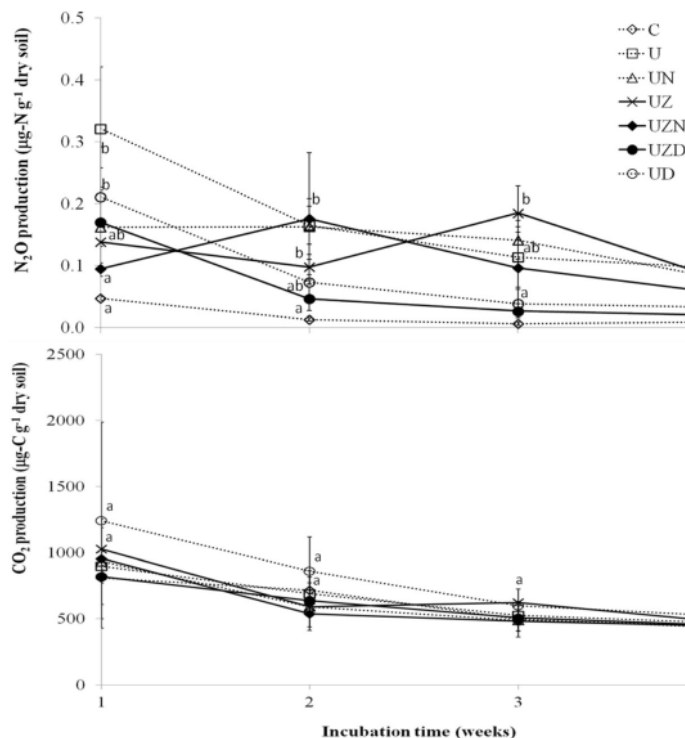 0.5
0.4
0.3
0.2
0.1
0.0
N₂O production (µg-N g⁻¹ dry soil)
C
U
UN
UZ
UZN
UZD
UD
b
b
ab
a
a
b
b
ab
a
b
ab
a
2500
2000
1500
1000
500
0
CO₂ production (µg-C g⁻¹ dry soil)
a
a
a
a
a
1
2
3
Incubation time (weeks)